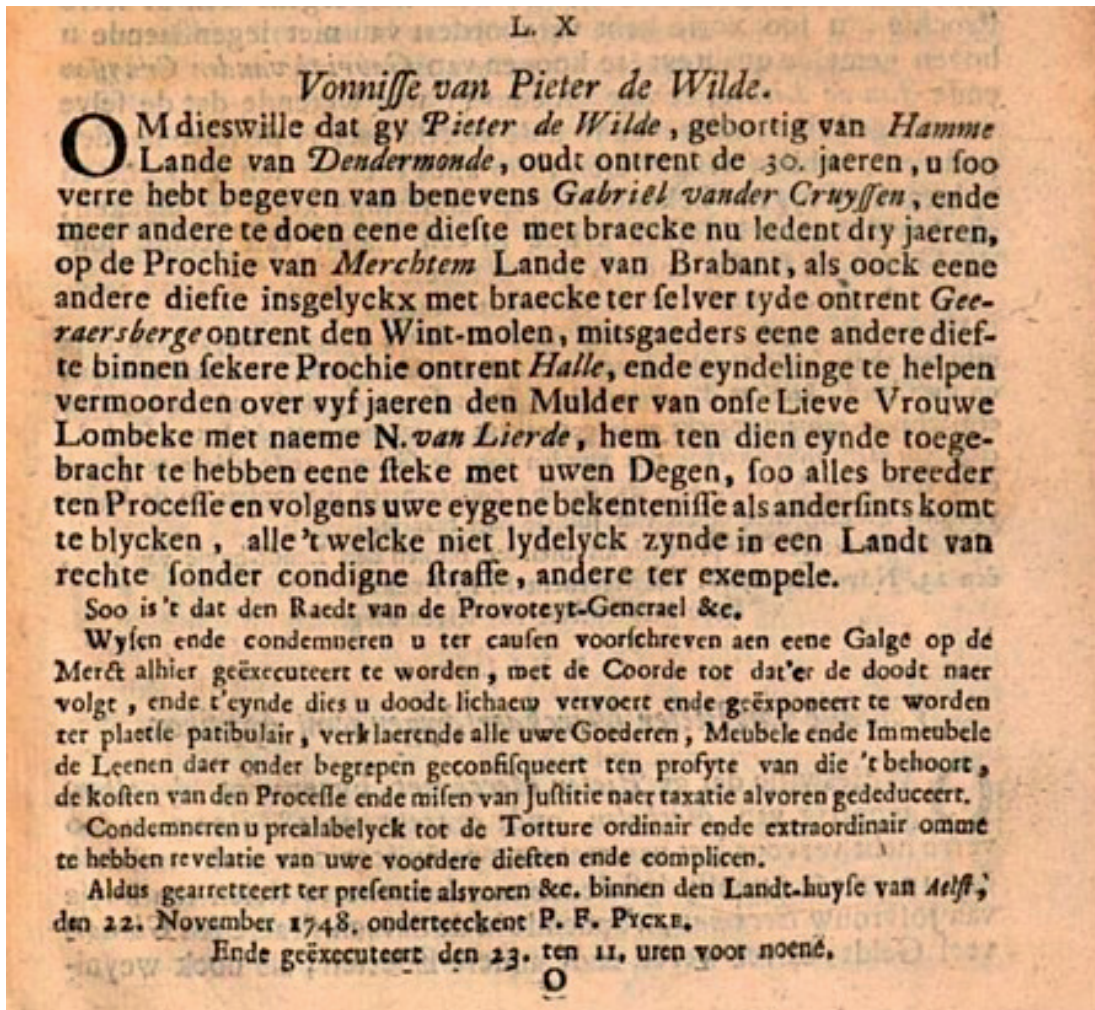 L. X
Vonnisse van Pieter de Wilde.
OM dieswille dat gy Pieter de Wilde, gebortig van Hamme
Lande van Dendermonde, oudt ontrent de 30. jaeren, u soo
verre hebt begeven van benevens Gabriël vander Cruyssen, ende
meer andere te doen eene diefte met braecke nu ledent dry jaeren,
op de Prochie van Merchtem Lande van Brabant, als oock eene
andere diefte insgelyckx met braecke ter selver tyde ontrent Gee-
raersberge ontrent den Wint-molen, mitsgaeders eene andere dief-
te binnen sekere Prochie ontrent Halle, ende eyndelinge te helpen
vermoorden over vyf jaeren den Mulder van onse Lieve Vrouwe
Lombeke met naeme N. van Lierde, hem ten dien eynde toege-
bracht te hebben eene steke met uwen Degen, soo alles breeder
ten Processe en volgens uwe eygene bekentenisse als andersints komt
te blycken, alle 't welcke niet lydelyck zynde in een Landt van
rechte sonder condigne straffe, andere ter exempele.
Soo is 't dat den Raedt van de Provoteyt-Generael &c.
Wysen ende condemneren u ter causen voorschreven aen eene Galge op de
Merct alhier geëxecuteert te worden, met de Coorde tot dat'er de doodt naer
volgt, ende t'eynde dies u doodt lichaem vervoert ende geëxponeert te worden
ter plaetse patibulair, verklaerende alle uwe Goederen, Meubele ende Immeubele
de Leenen daer onder begrepen geconfisqueert ten profyte van die 't behoort,
de kosten van den Processe ende misen van Justitie naer taxatie alvoren gededuceert.
Condemneren u prealabelyck tot de Torture ordinair ende extraordinair omme
te hebben revelatie van uwe voordere dieften ende complicen.
Aldus gearretteert ter presentie alsvoren &c. binnen den Landt-huyse van Aelst,
den 22. November 1748. onderteeckent P. F. PYCKE.
Ende geëxecuteert den 23. ten 11. uren voor noene.
O